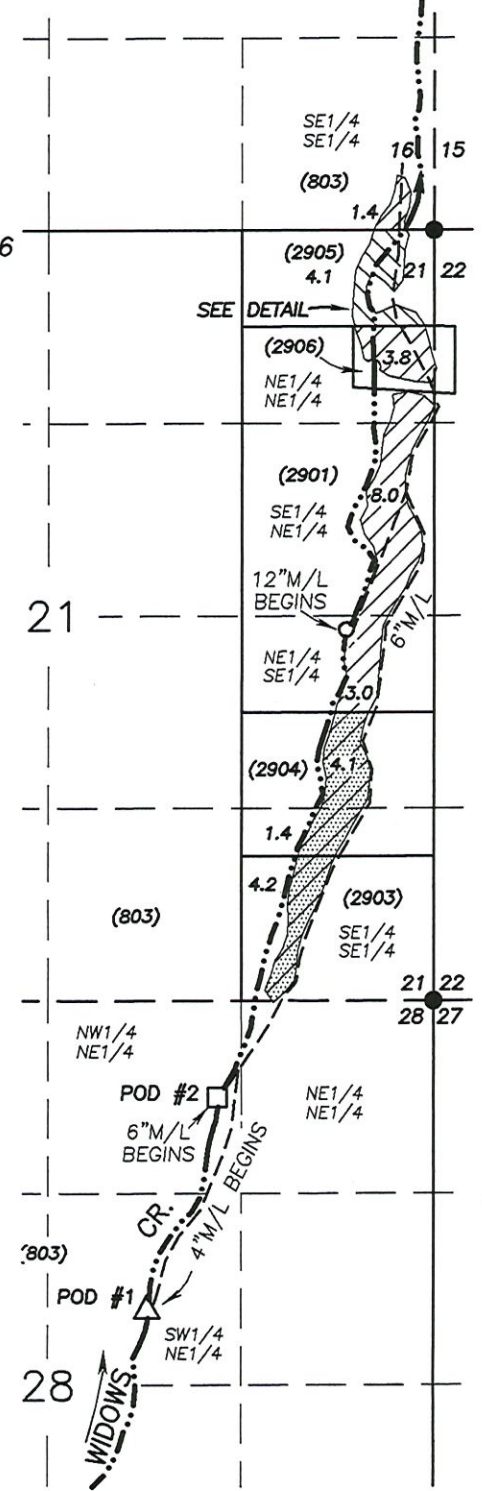 SE1/4
SE1/4
16
15
(803)
1.4
6
(2905)
4.1
21
22
SEE DETAIL
(2906)
3.8
NE1/4
NE1/4
(2901)
8.0
SE1/4
NE1/4
12"M/L
BEGINS
6"M/L
21
NE1/4
SE1/4
3.0
4.1
(2904)
1.4
4.2
(2903)
(803)
SE1/4
SE1/4
21
22
28
27
NW1/4
NE1/4
POD #2
NE1/4
NE1/4
6"M/L
BEGINS
4"M/L BEGINS
CR.
(803)
POD #1
SW1/4
NE1/4
28
WIDOWS